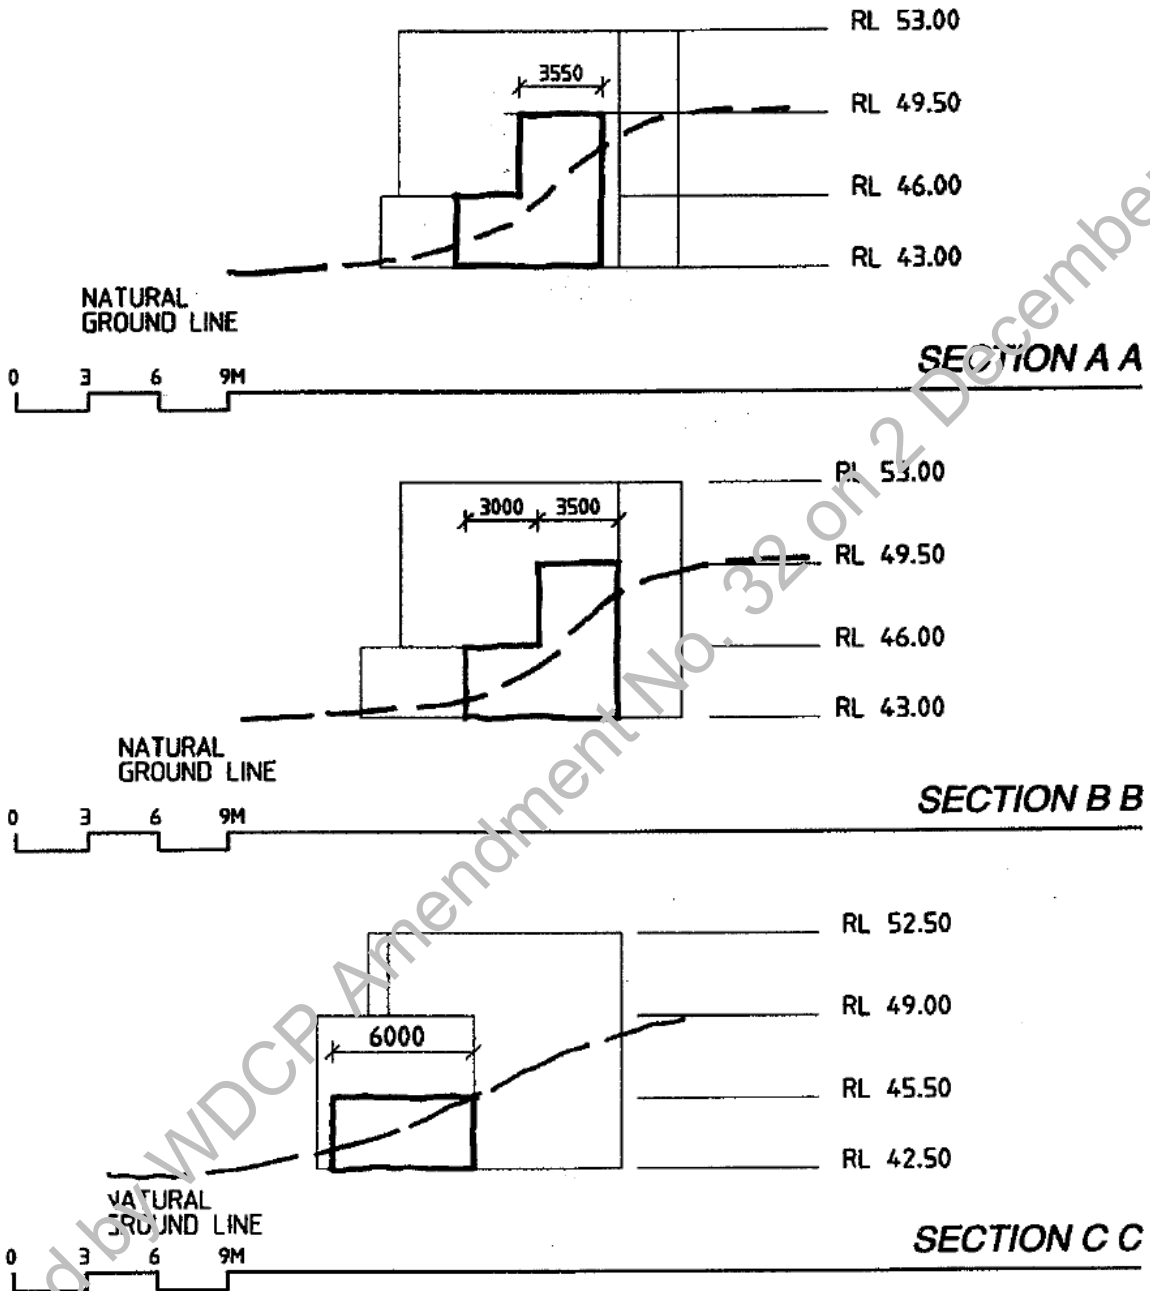 RL 53.00
3550
RL 49.50
RL 46.00
RL 43.00
NATURAL
GROUND LINE
SECTION A A
0 3 6 9M
RL 53.00
3000 3500
RL 49.50
RL 46.00
RL 43.00
NATURAL
GROUND LINE
SECTION B B
0 3 6 9M
RL 52.50
RL 49.00
6000
RL 45.50
RL 42.50
NATURAL
GROUND LINE
SECTION C C
0 3 6 9M
d by WDCP Amendment No. 32 on 2 December